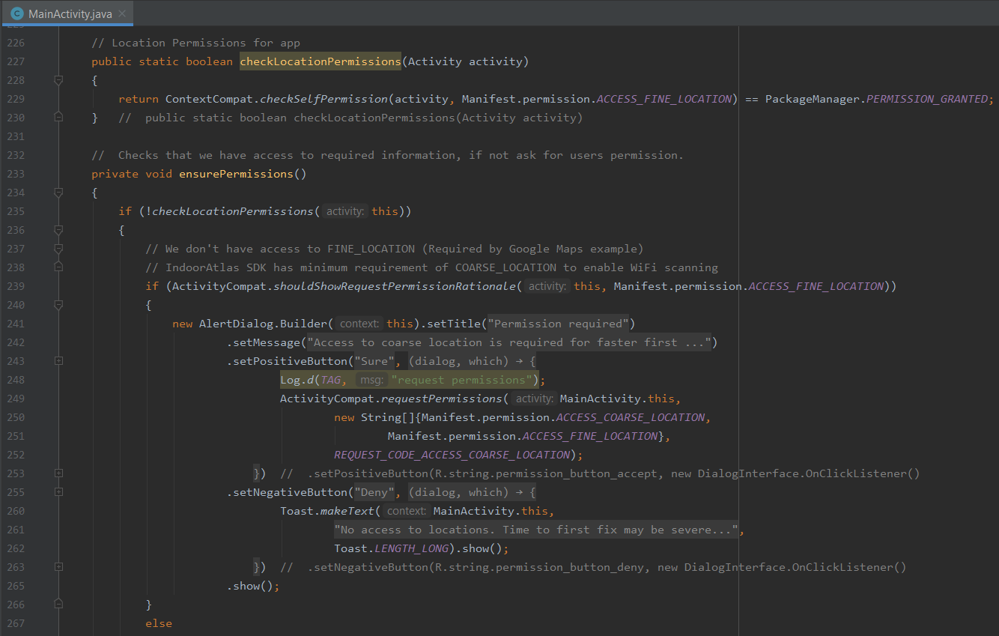 C MainActivity.java ×
225
226 // Location Permissions for app
227 public static boolean checkLocationPermissions(Activity activity)
228 {
229 return ContextCompat.checkSelfPermission(activity, Manifest.permission.ACCESS_FINE_LOCATION) == PackageManager.PERMISSION_GRANTED;
230 } // public static boolean checkLocationPermissions(Activity activity)
231
232 // Checks that we have access to required information, if not ask for users permission.
233 private void ensurePermissions()
234 {
235 if (!checkLocationPermissions( activity: this))
236 {
237 // We don't have access to FINE_LOCATION (Required by Google Maps example)
238 // IndoorAtlas SDK has minimum requirement of COARSE_LOCATION to enable WiFi scanning
239 if (ActivityCompat.shouldShowRequestPermissionRationale( activity: this, Manifest.permission.ACCESS_FINE_LOCATION))
240 {
241 new AlertDialog.Builder( context: this).setTitle("Permission required")
242 .setMessage("Access to coarse location is required for faster first ...")
243 .setPositiveButton("Sure", (dialog, which) → {
248 Log.d(TAG, msg: "request permissions");
249 ActivityCompat.requestPermissions( activity: MainActivity.this,
250 new String[]{Manifest.permission.ACCESS_COARSE_LOCATION,
251 Manifest.permission.ACCESS_FINE_LOCATION},
252 REQUEST_CODE_ACCESS_COARSE_LOCATION);
253 }) // .setPositiveButton(R.string.permission_button_accept, new DialogInterface.OnClickListener()
255 .setNegativeButton("Deny", (dialog, which) → {
260 Toast.makeText( context: MainActivity.this,
261 "No access to locations. Time to first fix may be severe...",
262 Toast.LENGTH_LONG).show();
263 }) // .setNegativeButton(R.string.permission_button_deny, new DialogInterface.OnClickListener()
265 .show();
266 }
267 else